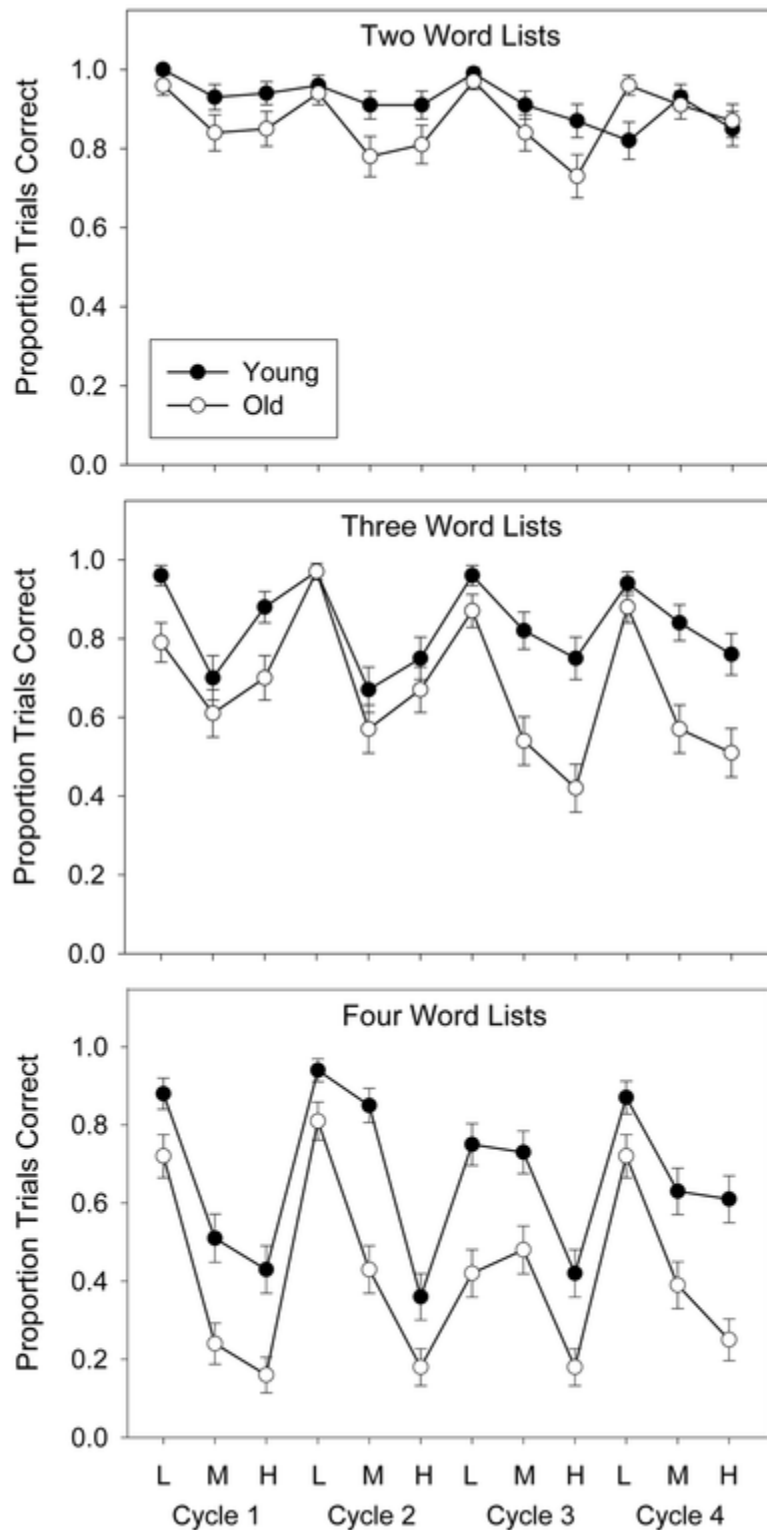 Two Word Lists
Proportion Trials Correct
1.0
0.8
0.6
0.4
0.2
0.0
Young
Old
Three Word Lists
Proportion Trials Correct
1.0
0.8
0.6
0.4
0.2
0.0
Four Word Lists
Proportion Trials Correct
1.0
0.8
0.6
0.4
0.2
0.0
L M H L M H L M H L M H
Cycle 1 Cycle 2 Cycle 3 Cycle 4